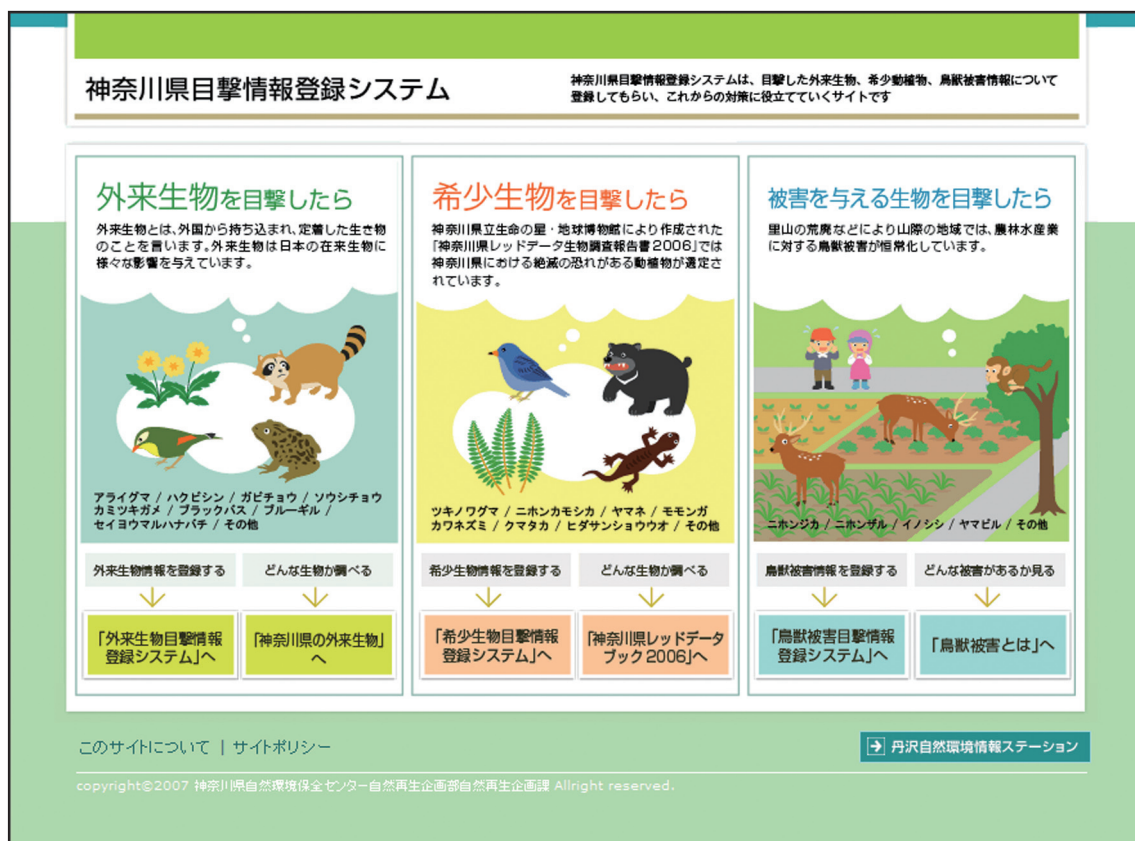 神奈川県目撃情報登録システム
神奈川県目撃情報登録システムは、目撃した外来生物、希少動植物、鳥獣被害情報について
登録してもらい、これからの対策に役立てていくサイトです
外来生物を目撃したら
外来生物とは、外国から持ち込まれ、定着した生き物
のことを言います。外来生物は日本の在来生物に
様々な影響を与えています。
アライグマ / ハクビシン / ガビチョウ / ソウシチョウ
カミツキガメ / ブラックバス / ブルーギル /
セイヨウマルハナバチ / その他
外来生物情報を登録する
どんな生物か調べる
「外来生物目撃情報
登録システム」へ
「神奈川県の外来生物」
へ
希少生物を目撃したら
神奈川県立生命の星・地球博物館により作成された
「神奈川県レッドデータ生物調査報告書2006」では
神奈川県における絶滅の恐れがある動植物が選定さ
れています。
ツキノワグマ / ニホンカモシカ / ヤマネ / モモンガ
カワネズミ / クマタカ / ヒダサンショウウオ / その他
希少生物情報を登録する
どんな生物か調べる
「希少生物目撃情報
登録システム」へ
「神奈川県レッドデータ
ブック2006」へ
被害を与える生物を目撃したら
里山の荒廃などにより山際の地域では、農林水産業
に対する鳥獣被害が恒常化しています。
ニホンジカ / ニホンザル / イノシシ / ヤマビル / その他
鳥獣被害情報を登録する
どんな被害があるか見る
「鳥獣被害目撃情報
登録システム」へ
「鳥獣被害とは」へ
このサイトについて | サイトポリシー
丹沢自然環境情報ステーション
copyright©2007 神奈川県自然環境保全センター自然再生企画部自然再生企画課 Allright reserved.